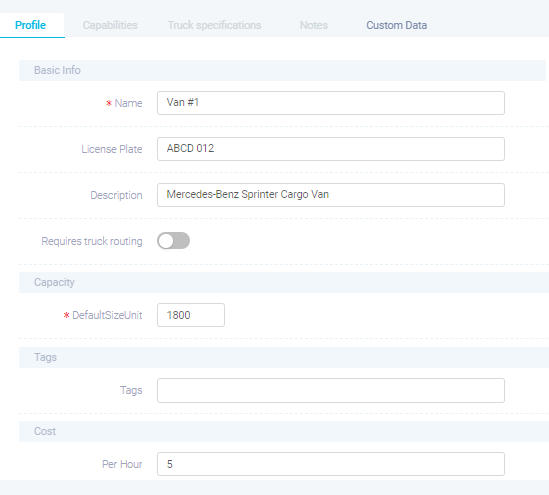 Profile Capabilities Truck specifications Notes Custom Data
Basic Info
* Name Van #1
License Plate ABCD 012
Description Mercedes-Benz Sprinter Cargo Van
Requires truck routing
Capacity
* DefaultSizeUnit 1800
Tags
Tags
Cost
Per Hour 5